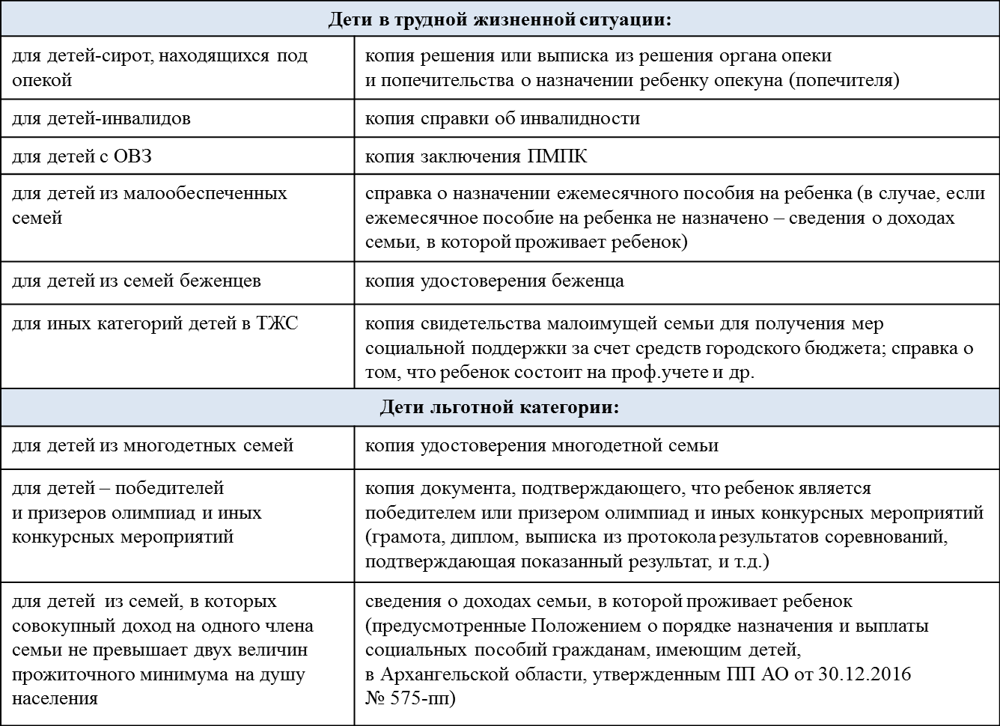 Дети в трудной жизненной ситуации:
для детей-сирот, находящихся под
опекой
копия решения или выписка из решения органа опеки
и попечительства о назначении ребенку опекуна (попечителя)
для детей-инвалидов
копия справки об инвалидности
для детей с ОВЗ
копия заключения ПМПК
для детей из малообеспеченных
семей
справка о назначении ежемесячного пособия на ребенка (в случае, если
ежемесячное пособие на ребенка не назначено – сведения о доходах
семьи, в которой проживает ребенок)
для детей из семей беженцев
копия удостоверения беженца
для иных категорий детей в ТЖС
копия свидетельства малоимущей семьи для получения мер
социальной поддержки за счет средств городского бюджета; справка о
том, что ребенок состоит на проф.учете и др.
Дети льготной категории:
для детей из многодетных семей
копия удостоверения многодетной семьи
для детей – победителей
и призеров олимпиад и иных
конкурсных мероприятий
копия документа, подтверждающего, что ребенок является
победителем или призером олимпиад и иных конкурсных мероприятий
(грамота, диплом, выписка из протокола результатов соревнований,
подтверждающая показанный результат, и т.д.)
для детей из семей, в которых
совокупный доход на одного члена
семьи не превышает двух величин
прожиточного минимума на душу
населения
сведения о доходах семьи, в которой проживает ребенок
(предусмотренные Положением о порядке назначения и выплаты
социальных пособий гражданам, имеющим детей,
в Архангельской области, утвержденным ПП АО от 30.12.2016
№ 575-пп)